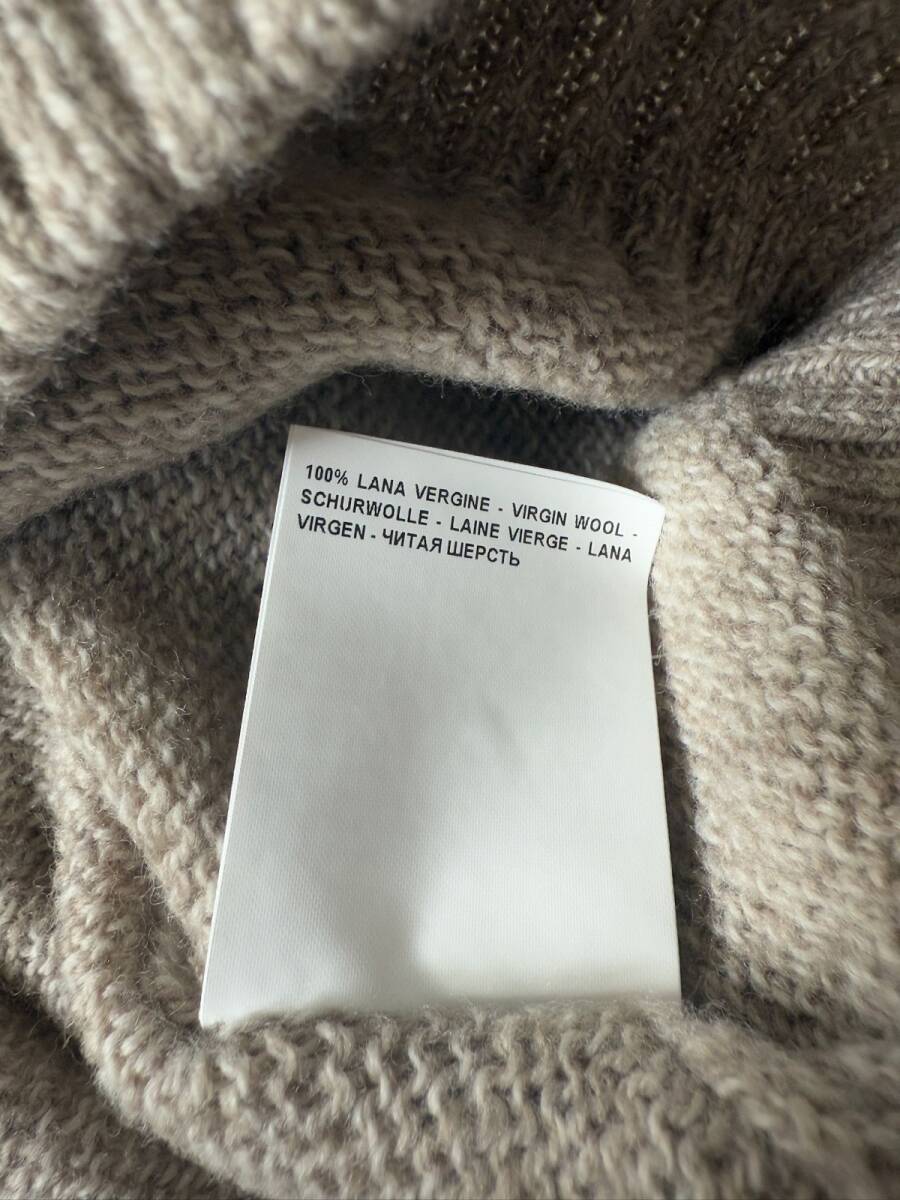 100% LANA VERGINE - VIRGIN WOOL -
SCHURWOLLE - LAINE VIERGE - LANA
VIRGEN - ЧИТАЯ ШЕРСТЬ